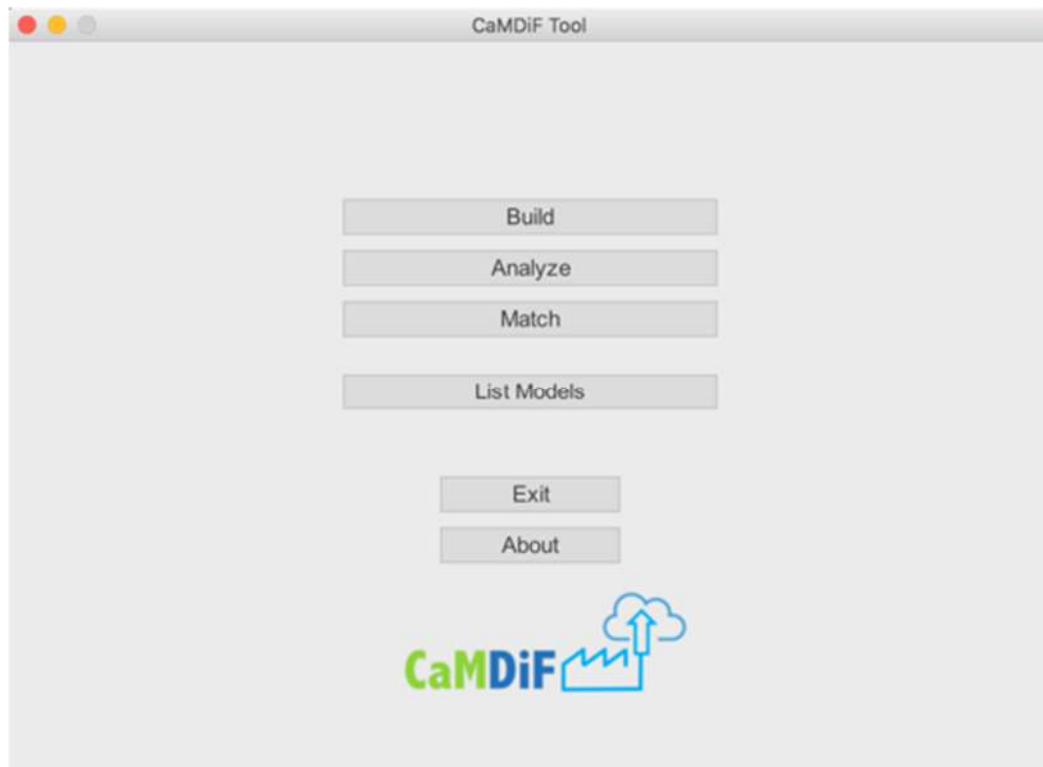 CaMDiF Tool
Build
Analyze
Match
List Models
Exit
About
CaMDiF